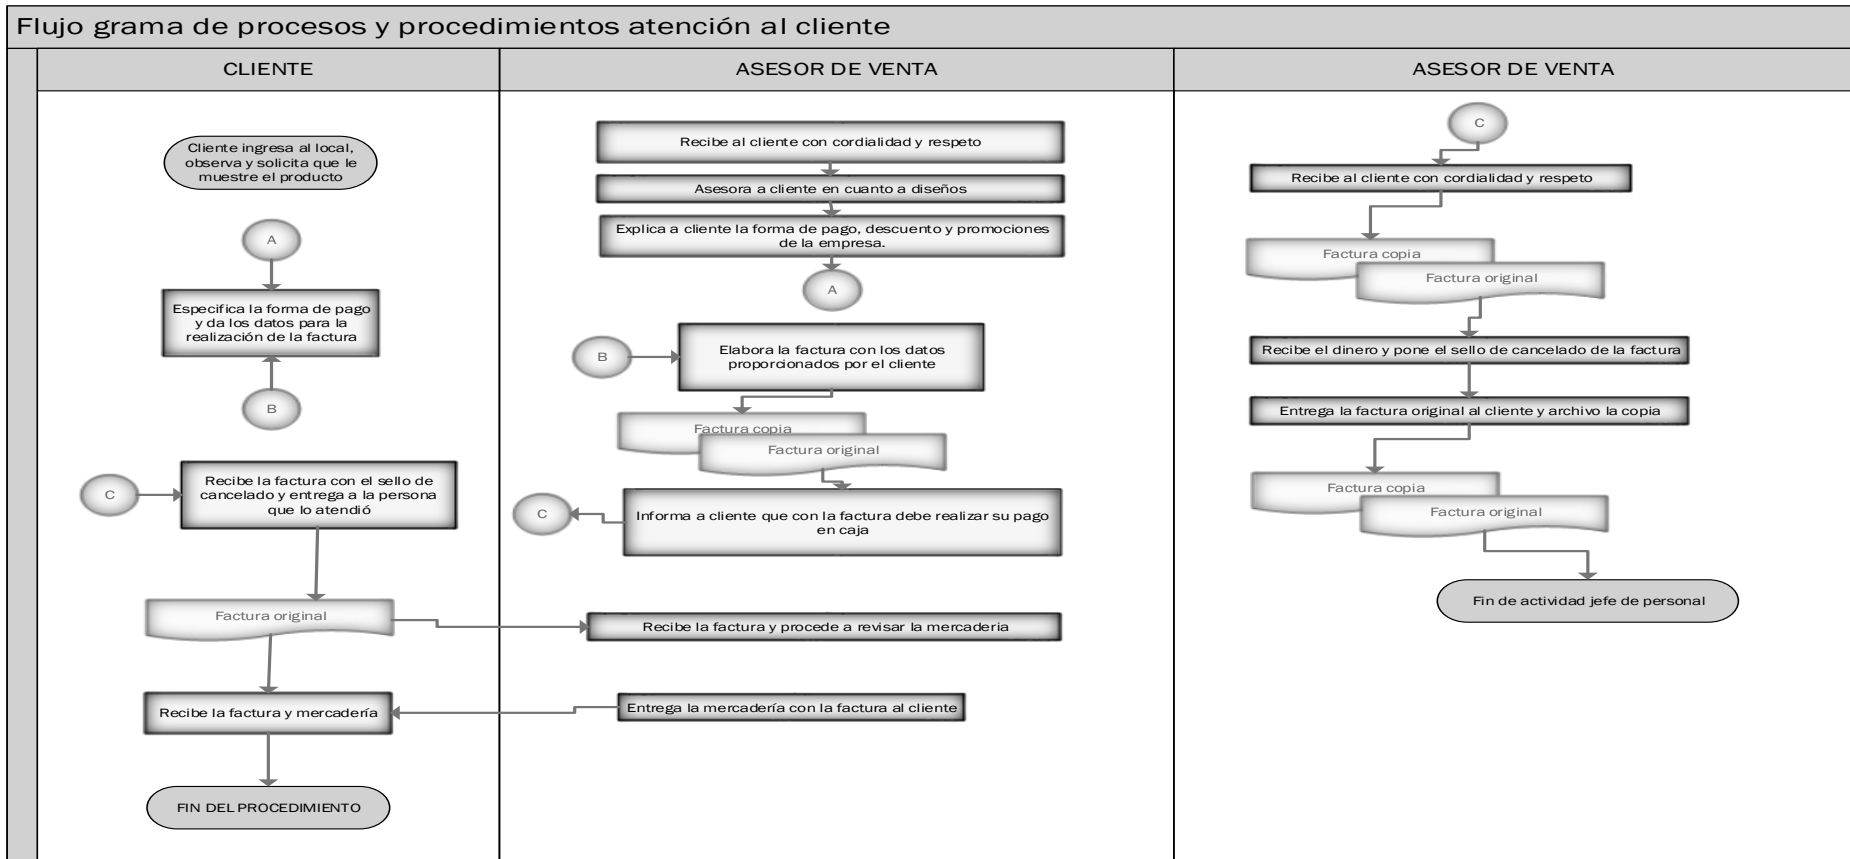 Flujo grama de procesos y procedimientos atención al cliente
CLIENTE
Cliente ingresa al local,
observa y solicita que le
muestre el producto
A
Especifica la forma de pago
y da los datos para la
realización de la factura
B
C
Recibe la factura con el sello de
cancelado y entrega a la persona
que lo atendió
Factura original
Recibe la factura y mercadería
FIN DEL PROCEDIMIENTO
ASESOR DE VENTA
Recibe al cliente con cordialidad y respeto
Asesora a cliente en cuanto a diseños
Explica a cliente la forma de pago, descuento y promociones
de la empresa.
A
B
Elabora la factura con los datos
proporcionados por el cliente
Factura copia
Factura original
C
Informa a cliente que con la factura debe realizar su pago
en caja
Recibe la factura y procede a revisar la mercaderia
Entrega la mercadería con la factura al cliente
ASESOR DE VENTA
C
Recibe al cliente con cordialidad y respeto
Factura copia
Factura original
Recibe el dinero y pone el sello de cancelado de la factura
Entrega la factura original al cliente y archivo la copia
Factura copia
Factura original
Fin de actividad jefe de personal